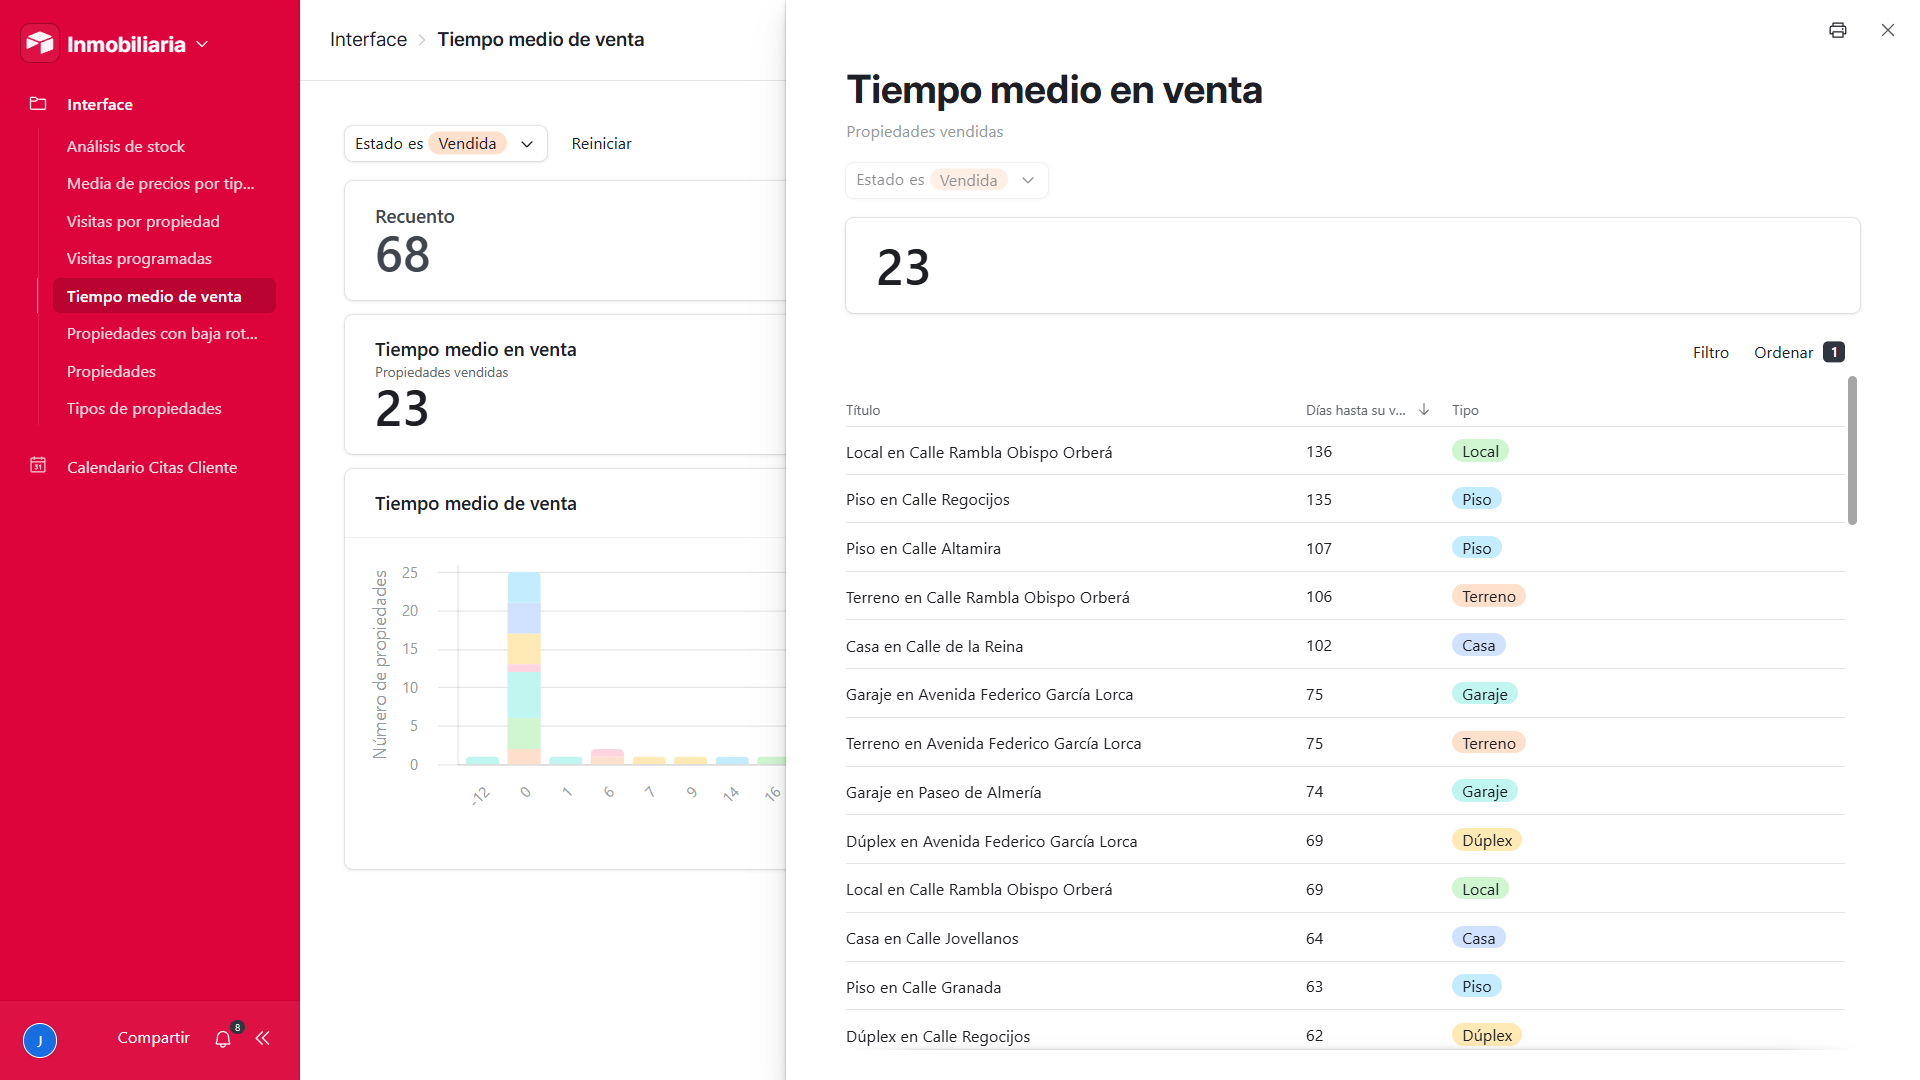 Inmobiliaria
Interface
Análisis de stock
Media de precios por tip...
Visitas por propiedad
Visitas programadas
Tiempo medio de venta
Propiedades con baja rot...
Propiedades
Tipos de propiedades
31
Calendario Citas Cliente
J
Compartir
8
Interface
Tiempo medio de venta
Estado es Vendida
Reiniciar
Recuento
68
Tiempo medio en venta
Propiedades vendidas
23
Tiempo medio de venta
Número de propiedades
25
20
15
10
5
0
-12
0
1
6
7
9
14
16
Tiempo medio en venta
Propiedades vendidas
Estado es Vendida
23
Filtro
Ordenar 1
Título Días hasta su v... Tipo
Local en Calle Rambla Obispo Orberá 136 Local
Piso en Calle Regocijos 135 Piso
Piso en Calle Altamira 107 Piso
Terreno en Calle Rambla Obispo Orberá 106 Terreno
Casa en Calle de la Reina 102 Casa
Garaje en Avenida Federico García Lorca 75 Garaje
Terreno en Avenida Federico García Lorca 75 Terreno
Garaje en Paseo de Almería 74 Garaje
Dúplex en Avenida Federico García Lorca 69 Dúplex
Local en Calle Rambla Obispo Orberá 69 Local
Casa en Calle Jovellanos 64 Casa
Piso en Calle Granada 63 Piso
Dúplex en Calle Regocijos 62 Dúplex